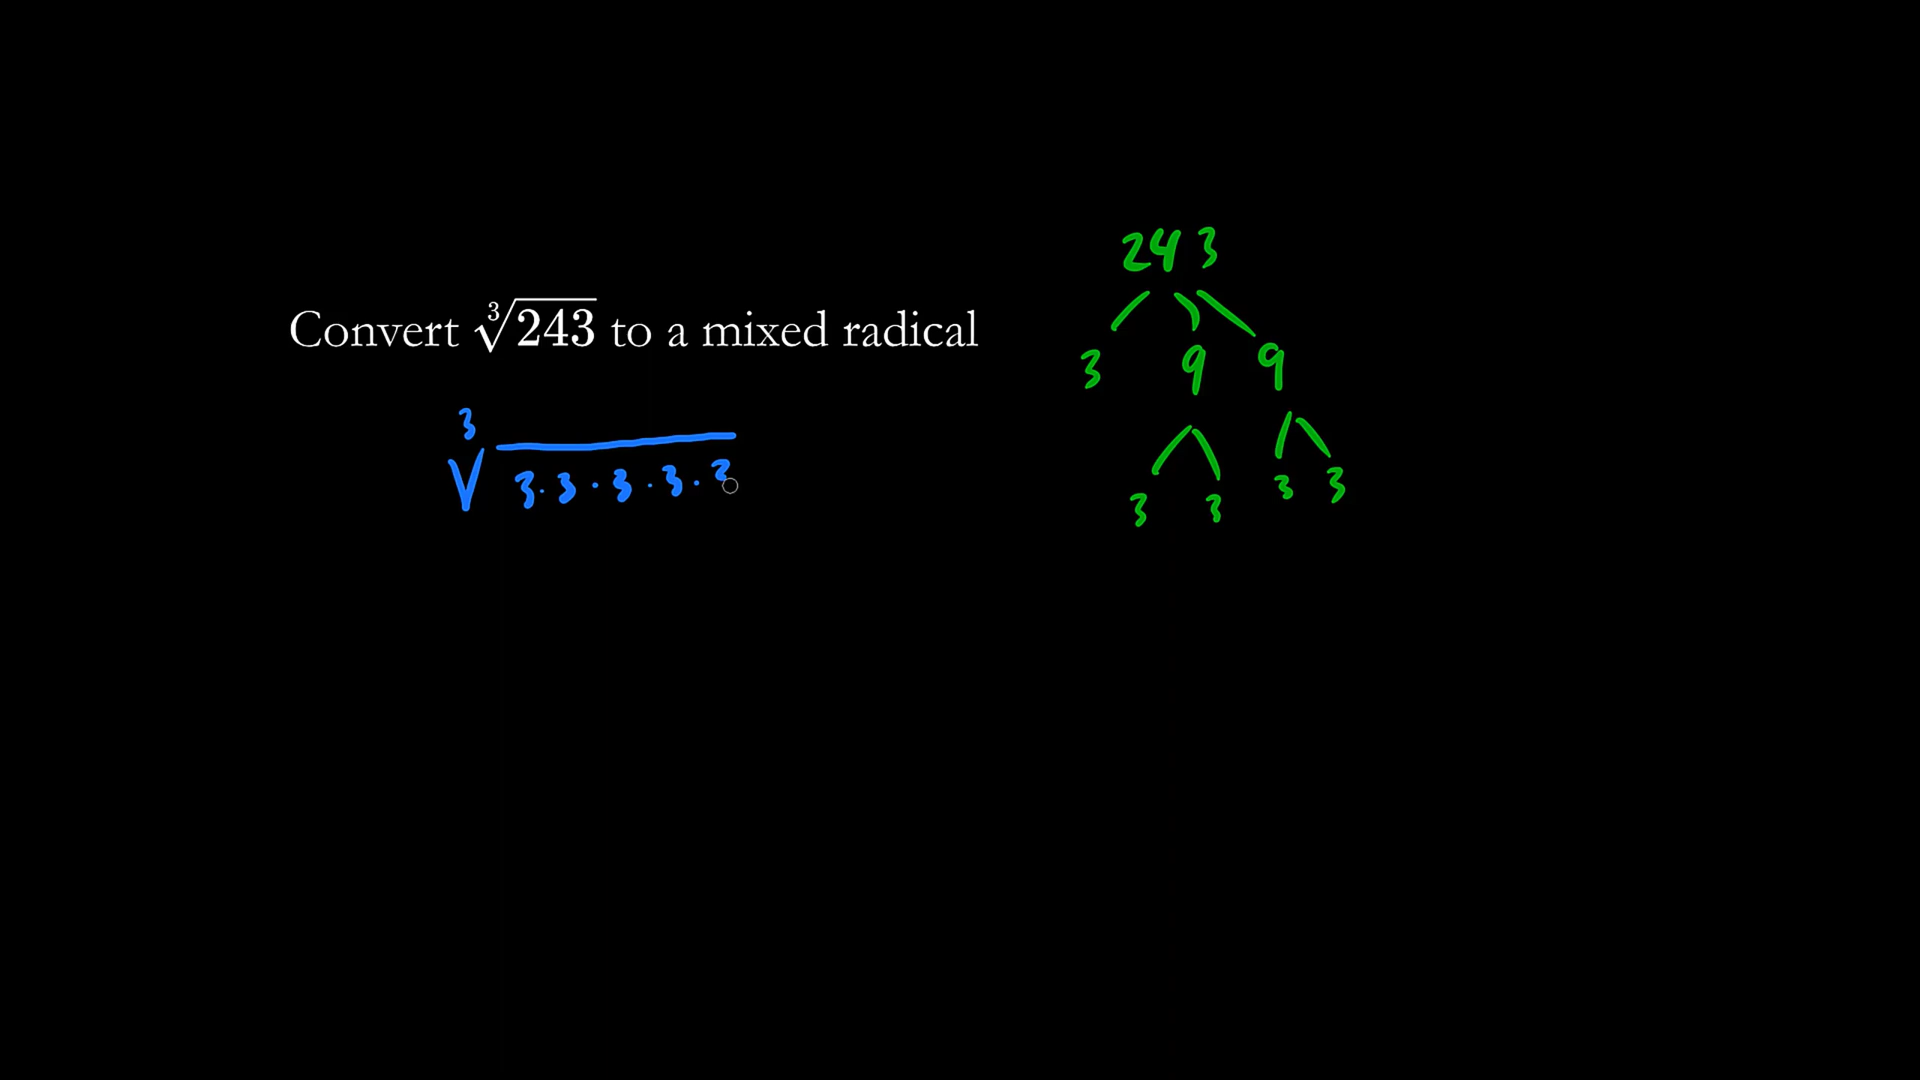 Convert ∛243 to a mixed radical
∛3·3·3·3·3
243
3 9 9
3 3 3 3